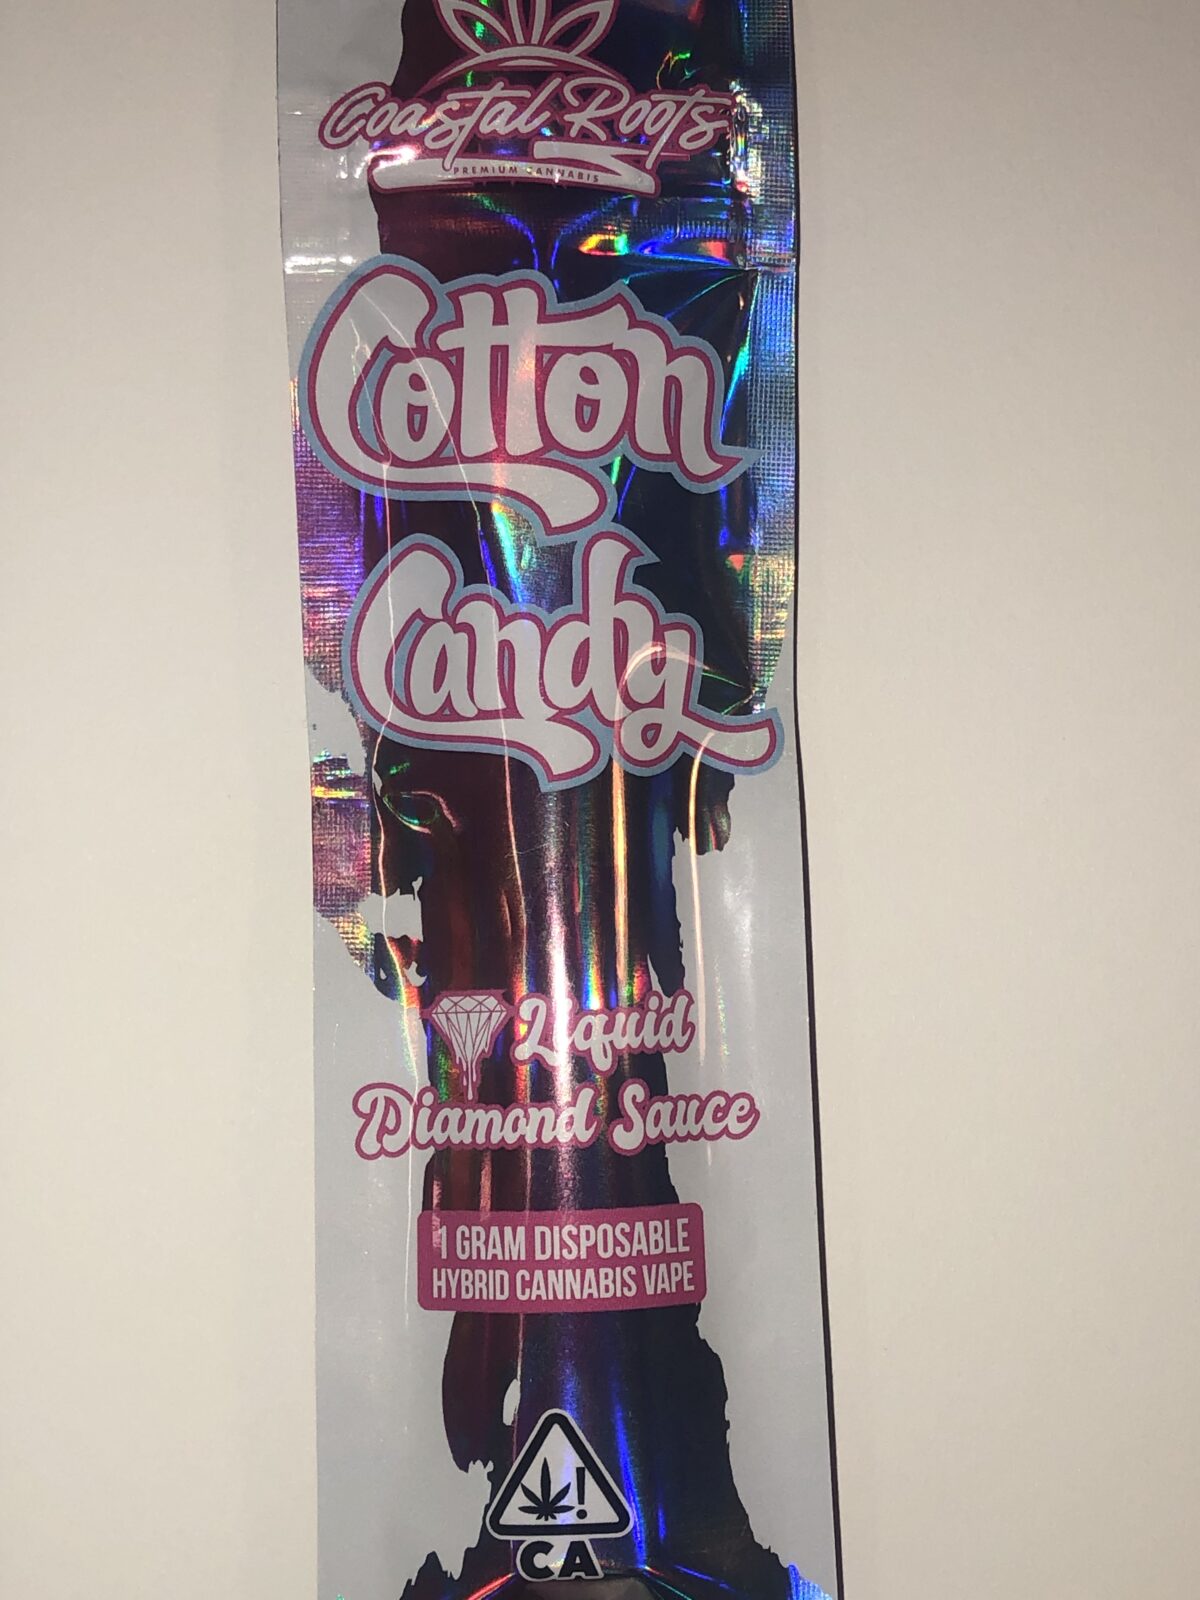 Coastal Roots
PREMIUM CANNABIS
Cotton
Candy
Liquid
Diamond Sauce
1 GRAM DISPOSABLE
HYBRID CANNABIS VAPE
!
CA